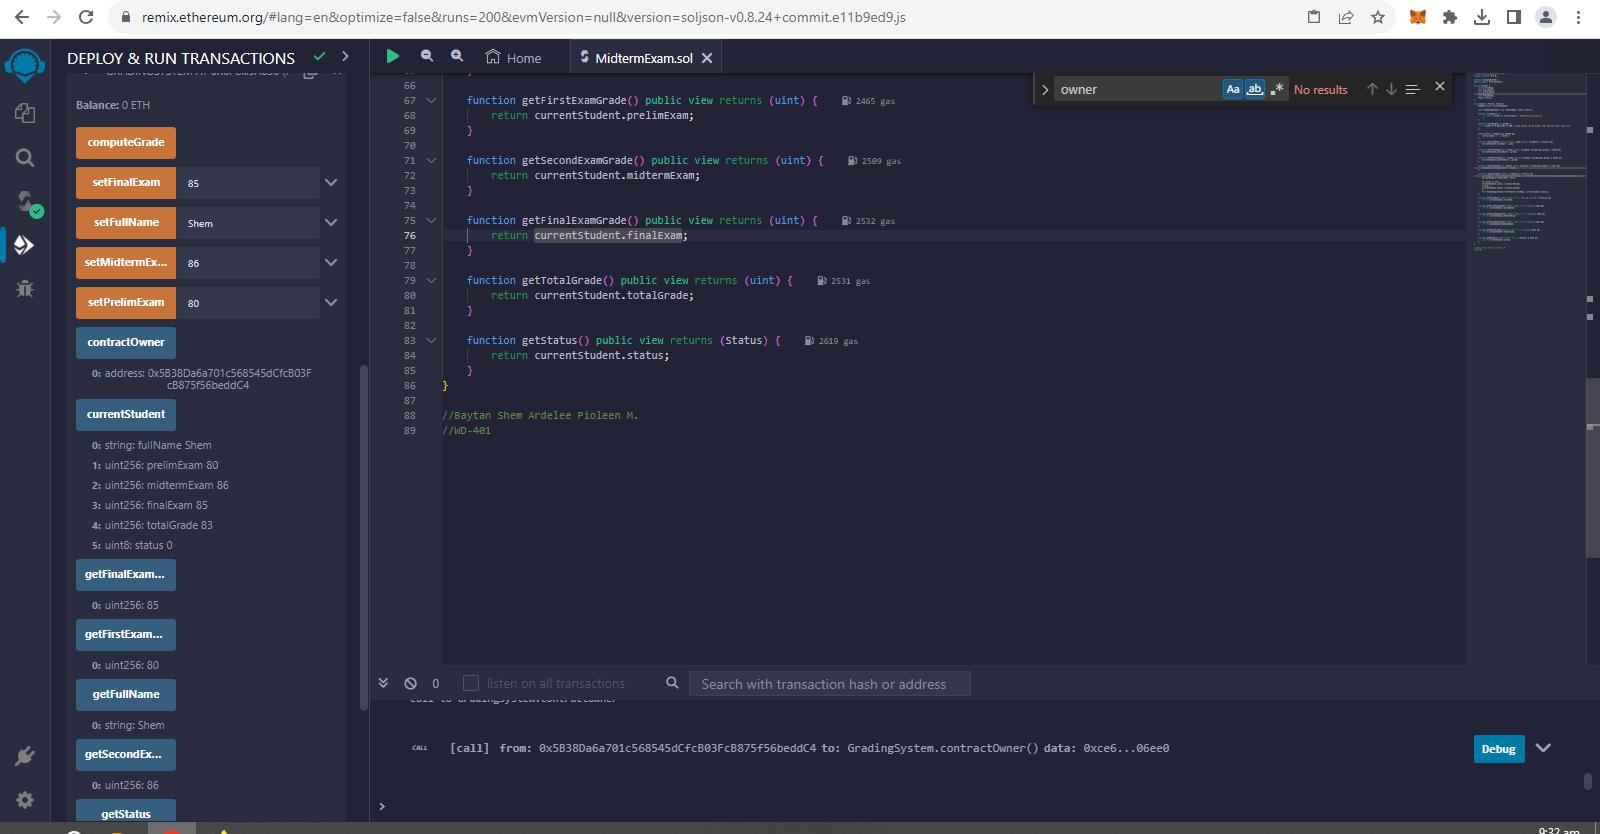 remix.ethereum.org/#lang=en&optimize=false&runs=200&evmVersion=null&version=soljson-v0.8.24+commit.e11b9ed9.js
DEPLOY & RUN TRANSACTIONS
Balance: 0 ETH
computeGrade
setFinalExam 85
setFullName Shem
setMidtermEx... 86
setPrelimExam 80
contractOwner
0: address: 0x5B38Da6a701c568545dCfcB03F
cB875f56beddC4
currentStudent
0: string: fullName Shem
1: uint256: prelimExam 80
2: uint256: midtermExam 86
3: uint256: finalExam 85
4: uint256: totalGrade 83
5: uint8: status 0
getFinalExam...
0: uint256: 85
getFirstExam...
0: uint256: 80
getFullName
0: string: Shem
getSecondEx...
0: uint256: 86
getStatus
Home
MidtermExam.sol
owner
Aa
ab
No results
66
67 function getFirstExamGrade() public view returns (uint) { 2465 gas
68 return currentStudent.prelimExam;
69 }
70
71 function getSecondExamGrade() public view returns (uint) { 2509 gas
72 return currentStudent.midtermExam;
73 }
74
75 function getFinalExamGrade() public view returns (uint) { 2532 gas
76 return currentStudent.finalExam;
77 }
78
79 function getTotalGrade() public view returns (uint) { 2531 gas
80 return currentStudent.totalGrade;
81 }
82
83 function getStatus() public view returns (Status) { 2619 gas
84 return currentStudent.status;
85 }
86 }
87
88 //Baytan Shem Ardelee Pioleen M.
89 //WD-401
0
listen on all transactions
Search with transaction hash or address
call to GradingSystem.contractOwner
CALL [call] from: 0x5B38Da6a701c568545dCfcB03FcB875f56beddC4 to: GradingSystem.contractOwner() data: 0xce6...06ee0
Debug
>
9:32 am